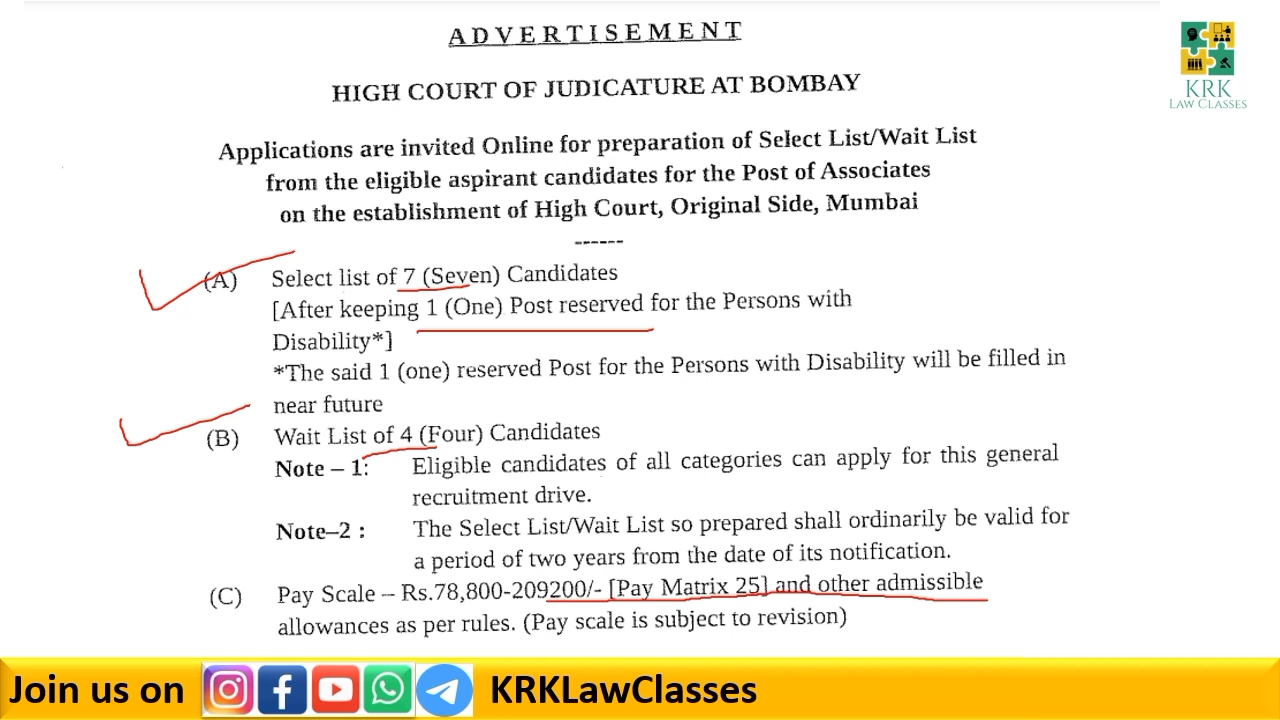 ADVERTISEMENT
KRK
LAW CLASSES
HIGH COURT OF JUDICATURE AT BOMBAY
Applications are invited Online for preparation of Select List/Wait List
from the eligible aspirant candidates for the Post of Associates
on the establishment of High Court, Original Side, Mumbai
------
(A) Select list of 7 (Seven) Candidates
[After keeping 1 (One) Post reserved for the Persons with
Disability*]
*The said 1 (one) reserved Post for the Persons with Disability will be filled in
near future
(B) Wait List of 4 (Four) Candidates
Note – 1: Eligible candidates of all categories can apply for this general
recruitment drive.
Note–2 : The Select List/Wait List so prepared shall ordinarily be valid for
a period of two years from the date of its notification.
(C) Pay Scale – Rs.78,800-209200/- [Pay Matrix 25] and other admissible
allowances as per rules. (Pay scale is subject to revision)
Join us on KRKLawClasses